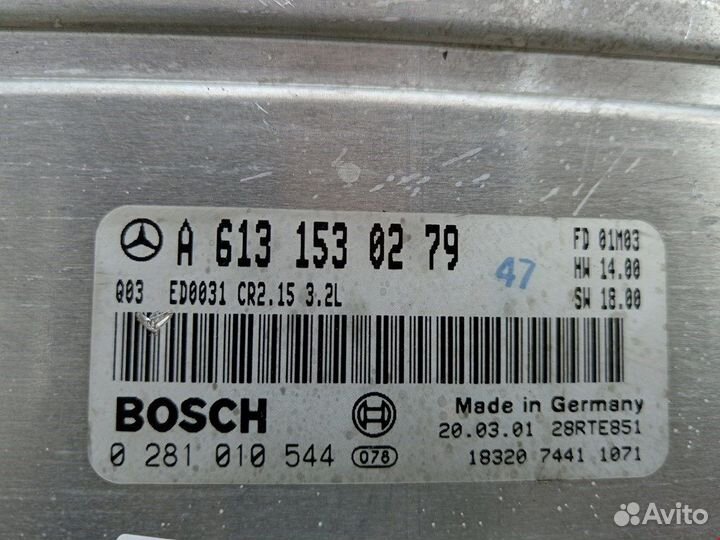 A 613 153 02 79
47
FD 01M03
HW 14.00
SW 18.00
Q03 ED0031 CR2.15 3.2L
BOSCH
Made in Germany
20.03.01 28RTE851
0 281 010 544 078
18320 7441 1071
Avito